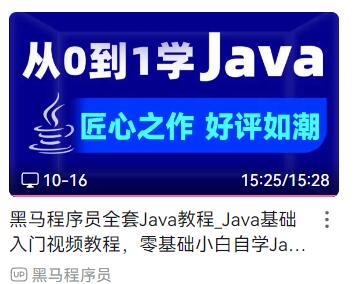 从0到1学Java
匠心之作 好评如潮
10-16
15:25/15:28
黑马程序员全套Java教程_Java基础
入门视频教程，零基础小白自学Ja...
UP 黑马程序员